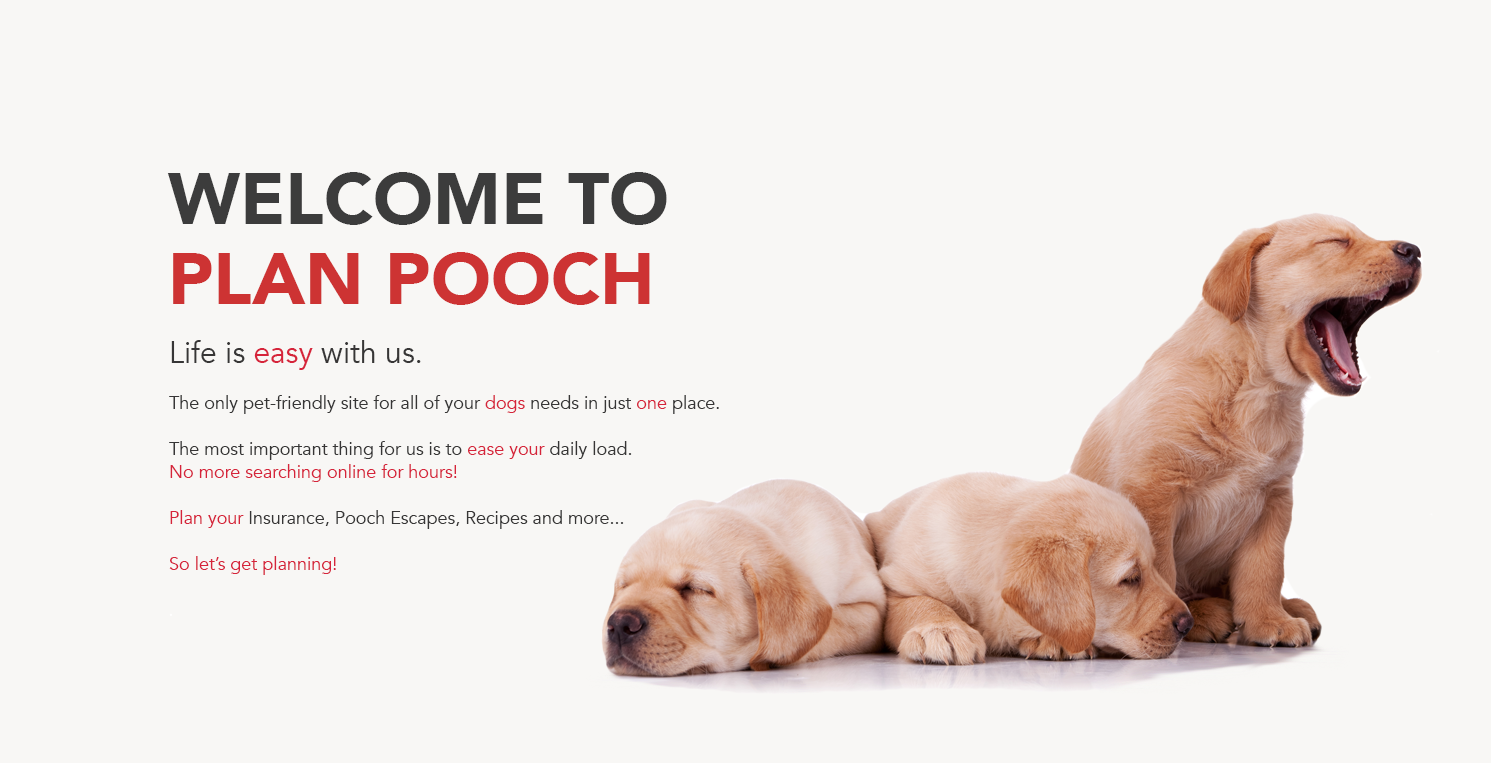 WELCOME TO
PLAN POOCH
Life is easy with us.
The only pet-friendly site for all of your dogs needs in just one place.
The most important thing for us is to ease your daily load.
No more searching online for hours!
Plan your Insurance, Pooch Escapes, Recipes and more...
So let’s get planning!